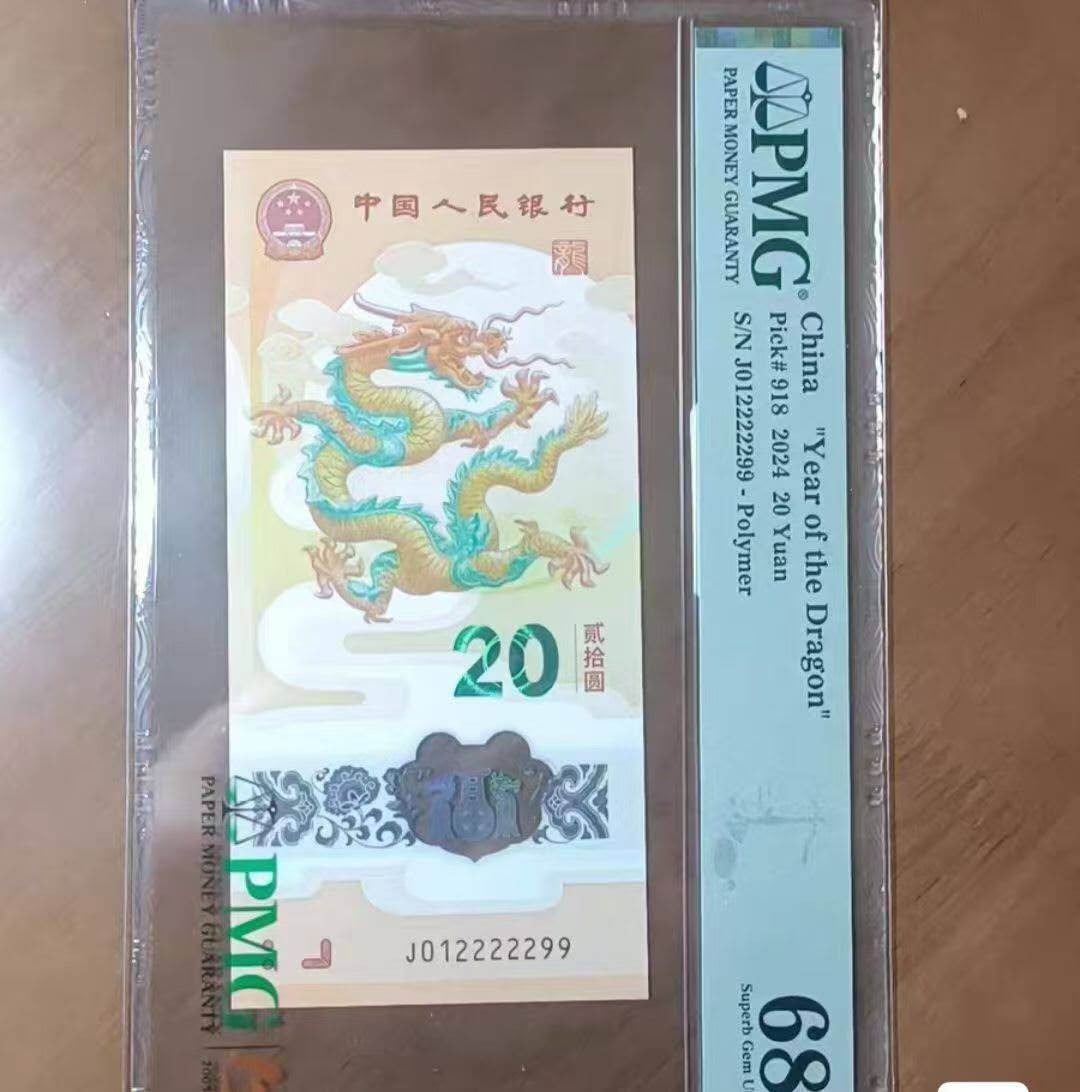 中国人民银行
龍
20
贰拾圆
J012222299
PMG®
PAPER MONEY GUARANTY
China "Year of the Dragon"
Pick# 918 2024 20 Yuan
S/N J012222299 - Polymer
68
Superb Gem U
PMG
PAPER MONEY GUARANTY